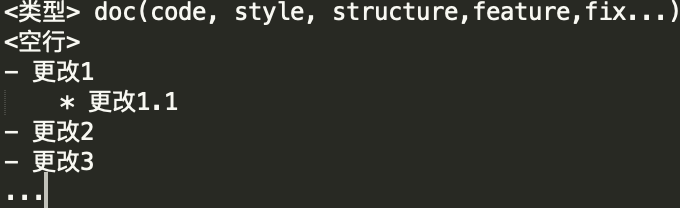 <类型> doc(code, style, structure,feature,fix...)
<空行>
- 更改1
    * 更改1.1
- 更改2
- 更改3
...